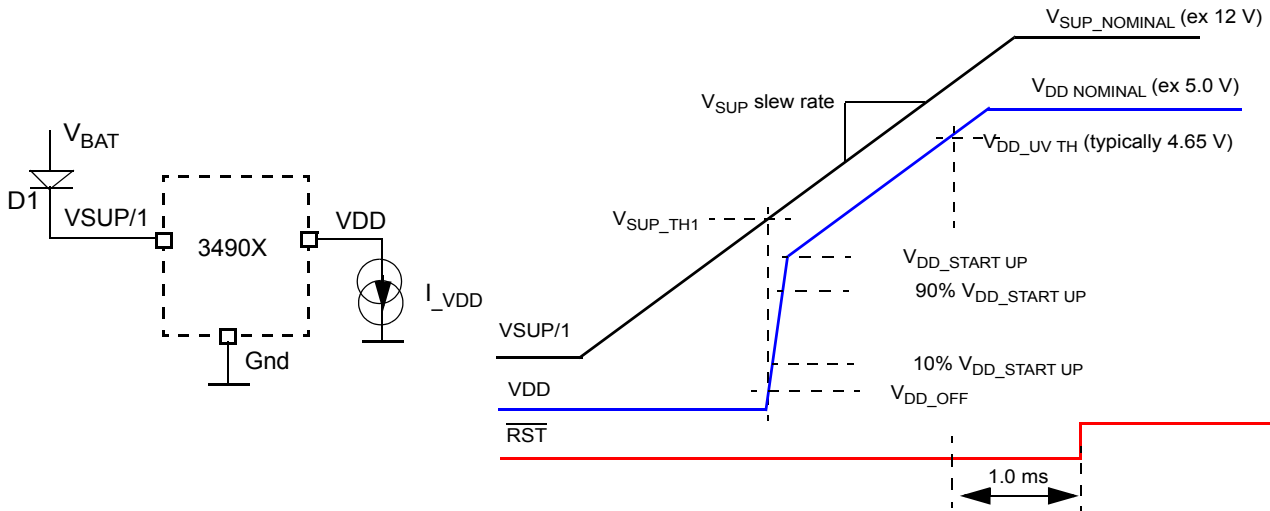 V_BAT
D1
VSUP/1
3490X
VDD
I_VDD
Gnd
V_SUP_NOMINAL (ex 12 V)
V_SUP slew rate
V_DD NOMINAL (ex 5.0 V)
V_DD_UV TH (typically 4.65 V)
V_SUP_TH1
V_DD_START UP
90% V_DD_START UP
VSUP/1
10% V_DD_START UP
VDD
V_DD_OFF
RST
1.0 ms